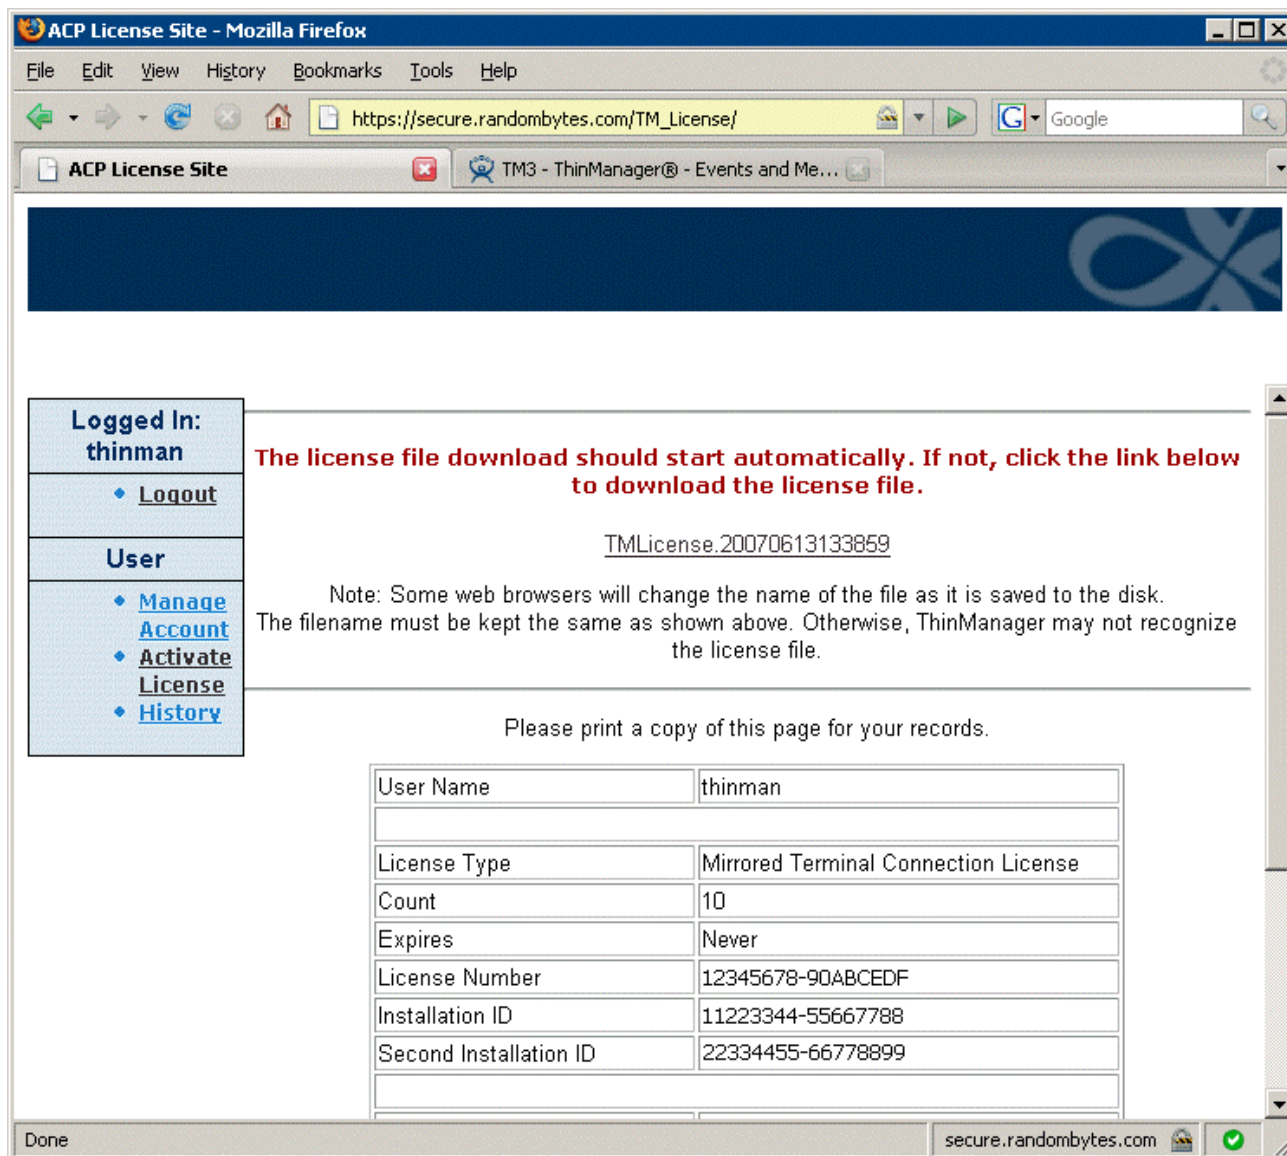 ACP License Site - Mozilla Firefox
File Edit View History Bookmarks Tools Help
https://secure.randombytes.com/TM_License/
G Google
ACP License Site
TM3 - ThinManager® - Events and Me...
Logged In:
thinman
Logout
User
Manage
Account
Activate
License
History
The license file download should start automatically. If not, click the link below
to download the license file.
TMLicense.20070613133859
Note: Some web browsers will change the name of the file as it is saved to the disk.
The filename must be kept the same as shown above. Otherwise, ThinManager may not recognize
the license file.
Please print a copy of this page for your records.
User Name thinman
License Type Mirrored Terminal Connection License
Count 10
Expires Never
License Number 12345678-90ABCEDF
Installation ID 11223344-55667788
Second Installation ID 22334455-66778899
Done secure.randombytes.com